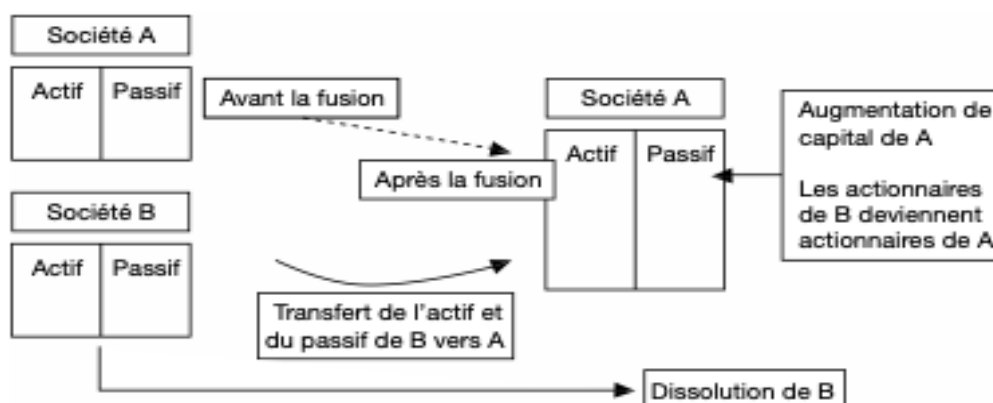 Société A
Actif Passif
Avant la fusion
Société B
Actif Passif
Après la fusion
Société A
Actif Passif
Augmentation de
capital de A
Les actionnaires
de B deviennent
actionnaires de A
Transfert de l'actif et
du passif de B vers A
Dissolution de B